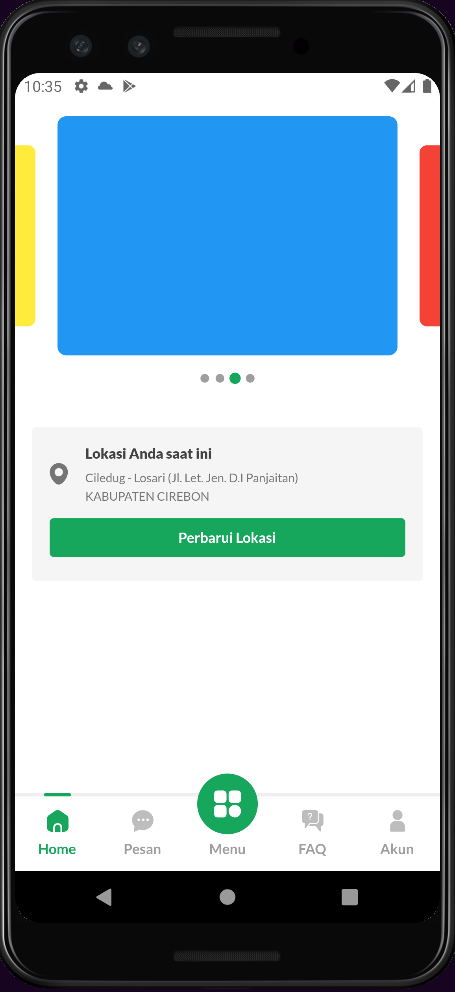 10:35
Lokasi Anda saat ini
Ciledug - Losari (Jl. Let. Jen. D.I Panjaitan)
KABUPATEN CIREBON
Perbarui Lokasi
Home
Pesan
Menu
FAQ
Akun